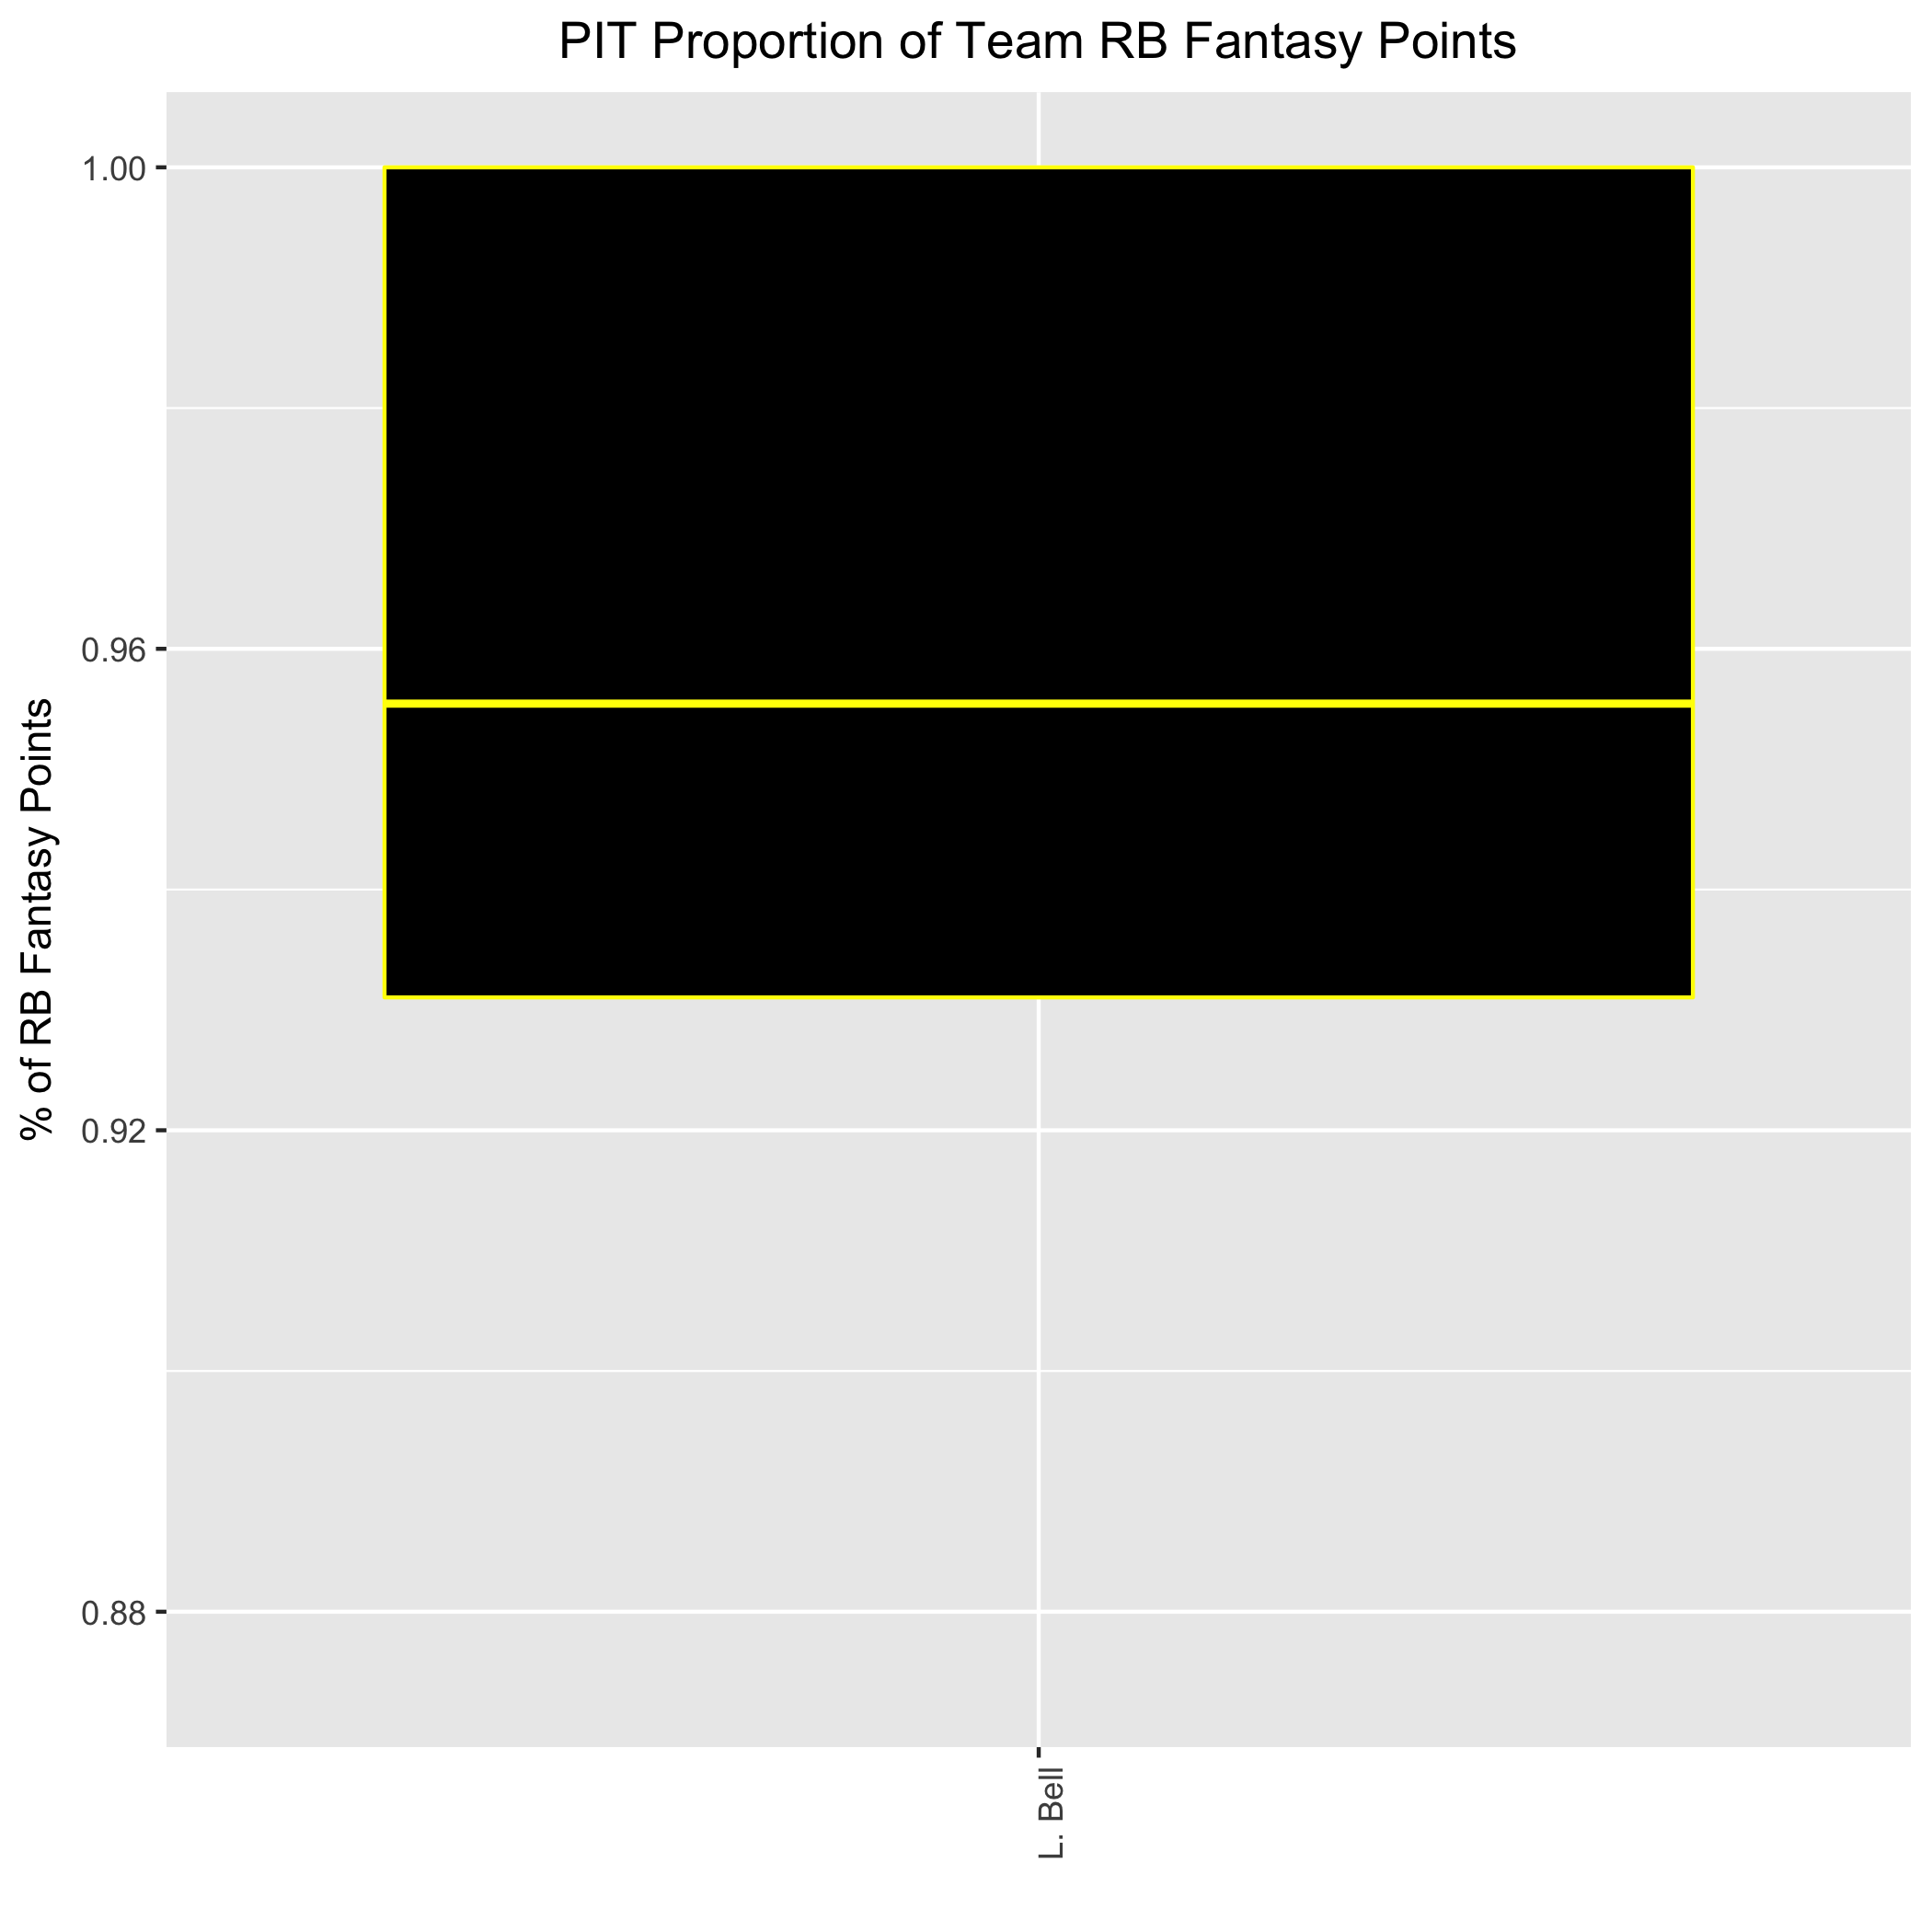 PIT Proportion of Team RB Fantasy Points
% of RB Fantasy Points
1.00
0.96
0.92
0.88
L. Bell